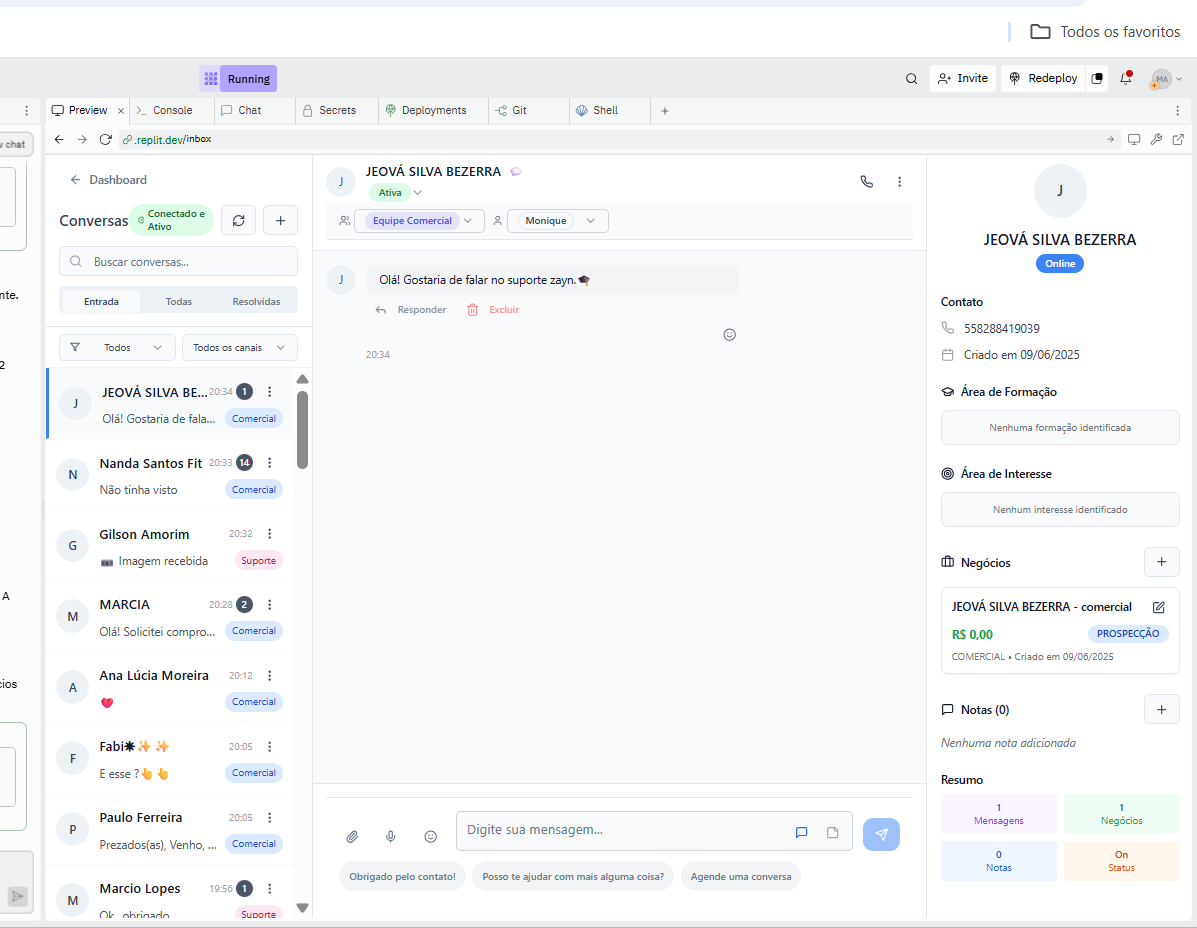 Todos os favoritos
Running
Invite
Redeploy
MA
Preview
Console
Chat
Secrets
Deployments
Git
Shell
chat
.replit.dev/inbox
Dashboard
Conversas
Conectado e
Ativo
Buscar conversas...
Entrada
Todas
Resolvidas
Todos
Todos os canais
J
JEOVÁ SILVA BE...
20:34
1
Olá! Gostaria de fala...
Comercial
N
Nanda Santos Fit
20:33
14
Não tinha visto
Comercial
G
Gilson Amorim
20:32
Imagem recebida
Suporte
M
MARCIA
20:28
2
Olá! Solicitei compro...
Comercial
A
Ana Lúcia Moreira
20:12
Comercial
F
Fabi
20:05
E esse ?
Comercial
P
Paulo Ferreira
20:05
Prezados(as), Venho, ...
Comercial
M
Marcio Lopes
19:56
1
Ok.. obrigado
Suporte
nte.
2
A
cios
J
JEOVÁ SILVA BEZERRA
Ativa
Equipe Comercial
Monique
J
Olá! Gostaria de falar no suporte zayn.
Responder
Excluir
20:34
Digite sua mensagem...
Obrigado pelo contato!
Posso te ajudar com mais alguma coisa?
Agende uma conversa
J
JEOVÁ SILVA BEZERRA
Online
Contato
558288419039
Criado em 09/06/2025
Área de Formação
Nenhuma formação identificada
Área de Interesse
Nenhum interesse identificado
Negócios
JEOVÁ SILVA BEZERRA - comercial
R$ 0,00
PROSPECÇÃO
COMERCIAL • Criado em 09/06/2025
Notas (0)
Nenhuma nota adicionada
Resumo
1
Mensagens
1
Negócios
0
Notas
On
Status